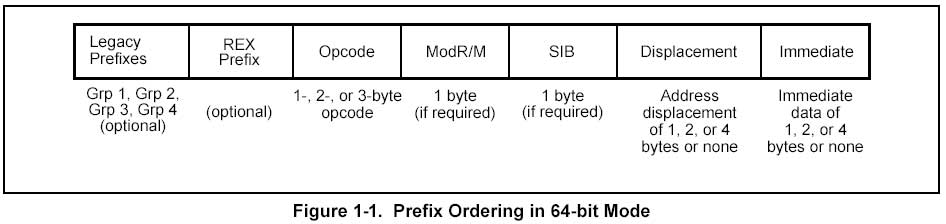 Legacy Prefixes
REX Prefix
Opcode
ModR/M
SIB
Displacement
Immediate
Grp 1, Grp 2,
Grp 3, Grp 4
(optional)
(optional)
1-, 2-, or 3-byte
opcode
1 byte
(if required)
1 byte
(if required)
Address
displacement
of 1, 2, or 4
bytes or none
Immediate
data of
1, 2, or 4
bytes or none
Figure 1-1. Prefix Ordering in 64-bit Mode